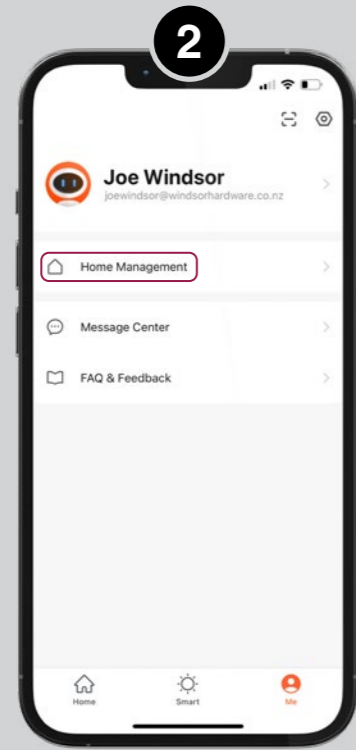 2
Joe Windsor
joewindsor@windsorhardware.co.nz
Home Management
Message Center
FAQ & Feedback
Home Smart Me